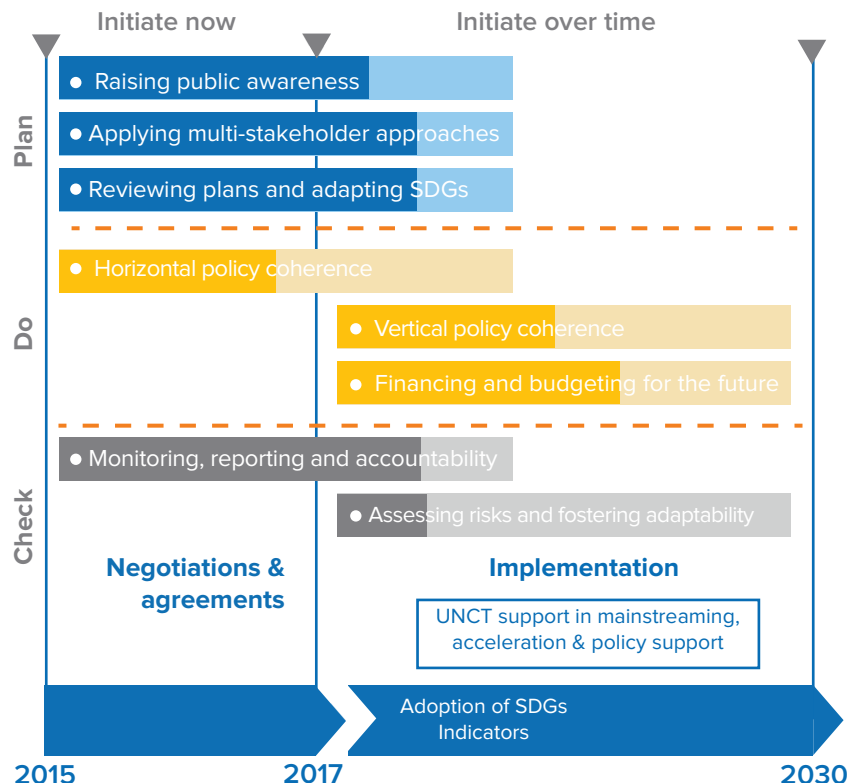 Initiate now
Initiate over time
Plan
Raising public awareness
Applying multi-stakeholder approaches
Reviewing plans and adapting SDGs
Do
Horizontal policy coherence
Vertical policy coherence
Financing and budgeting for the future
Check
Monitoring, reporting and accountability
Assessing risks and fostering adaptability
Negotiations &
agreements
Implementation
UNCT support in mainstreaming,
acceleration & policy support
Adoption of SDGs
Indicators
2015
2017
2030